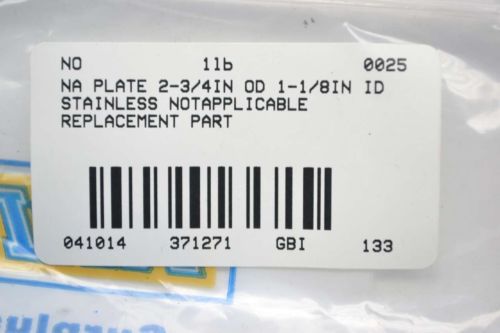 NO 1lb 0025
NA PLATE 2-3/4IN OD 1-1/8IN ID
STAINLESS NOTAPPLICABLE
REPLACEMENT PART
041014 371271 GBI 133